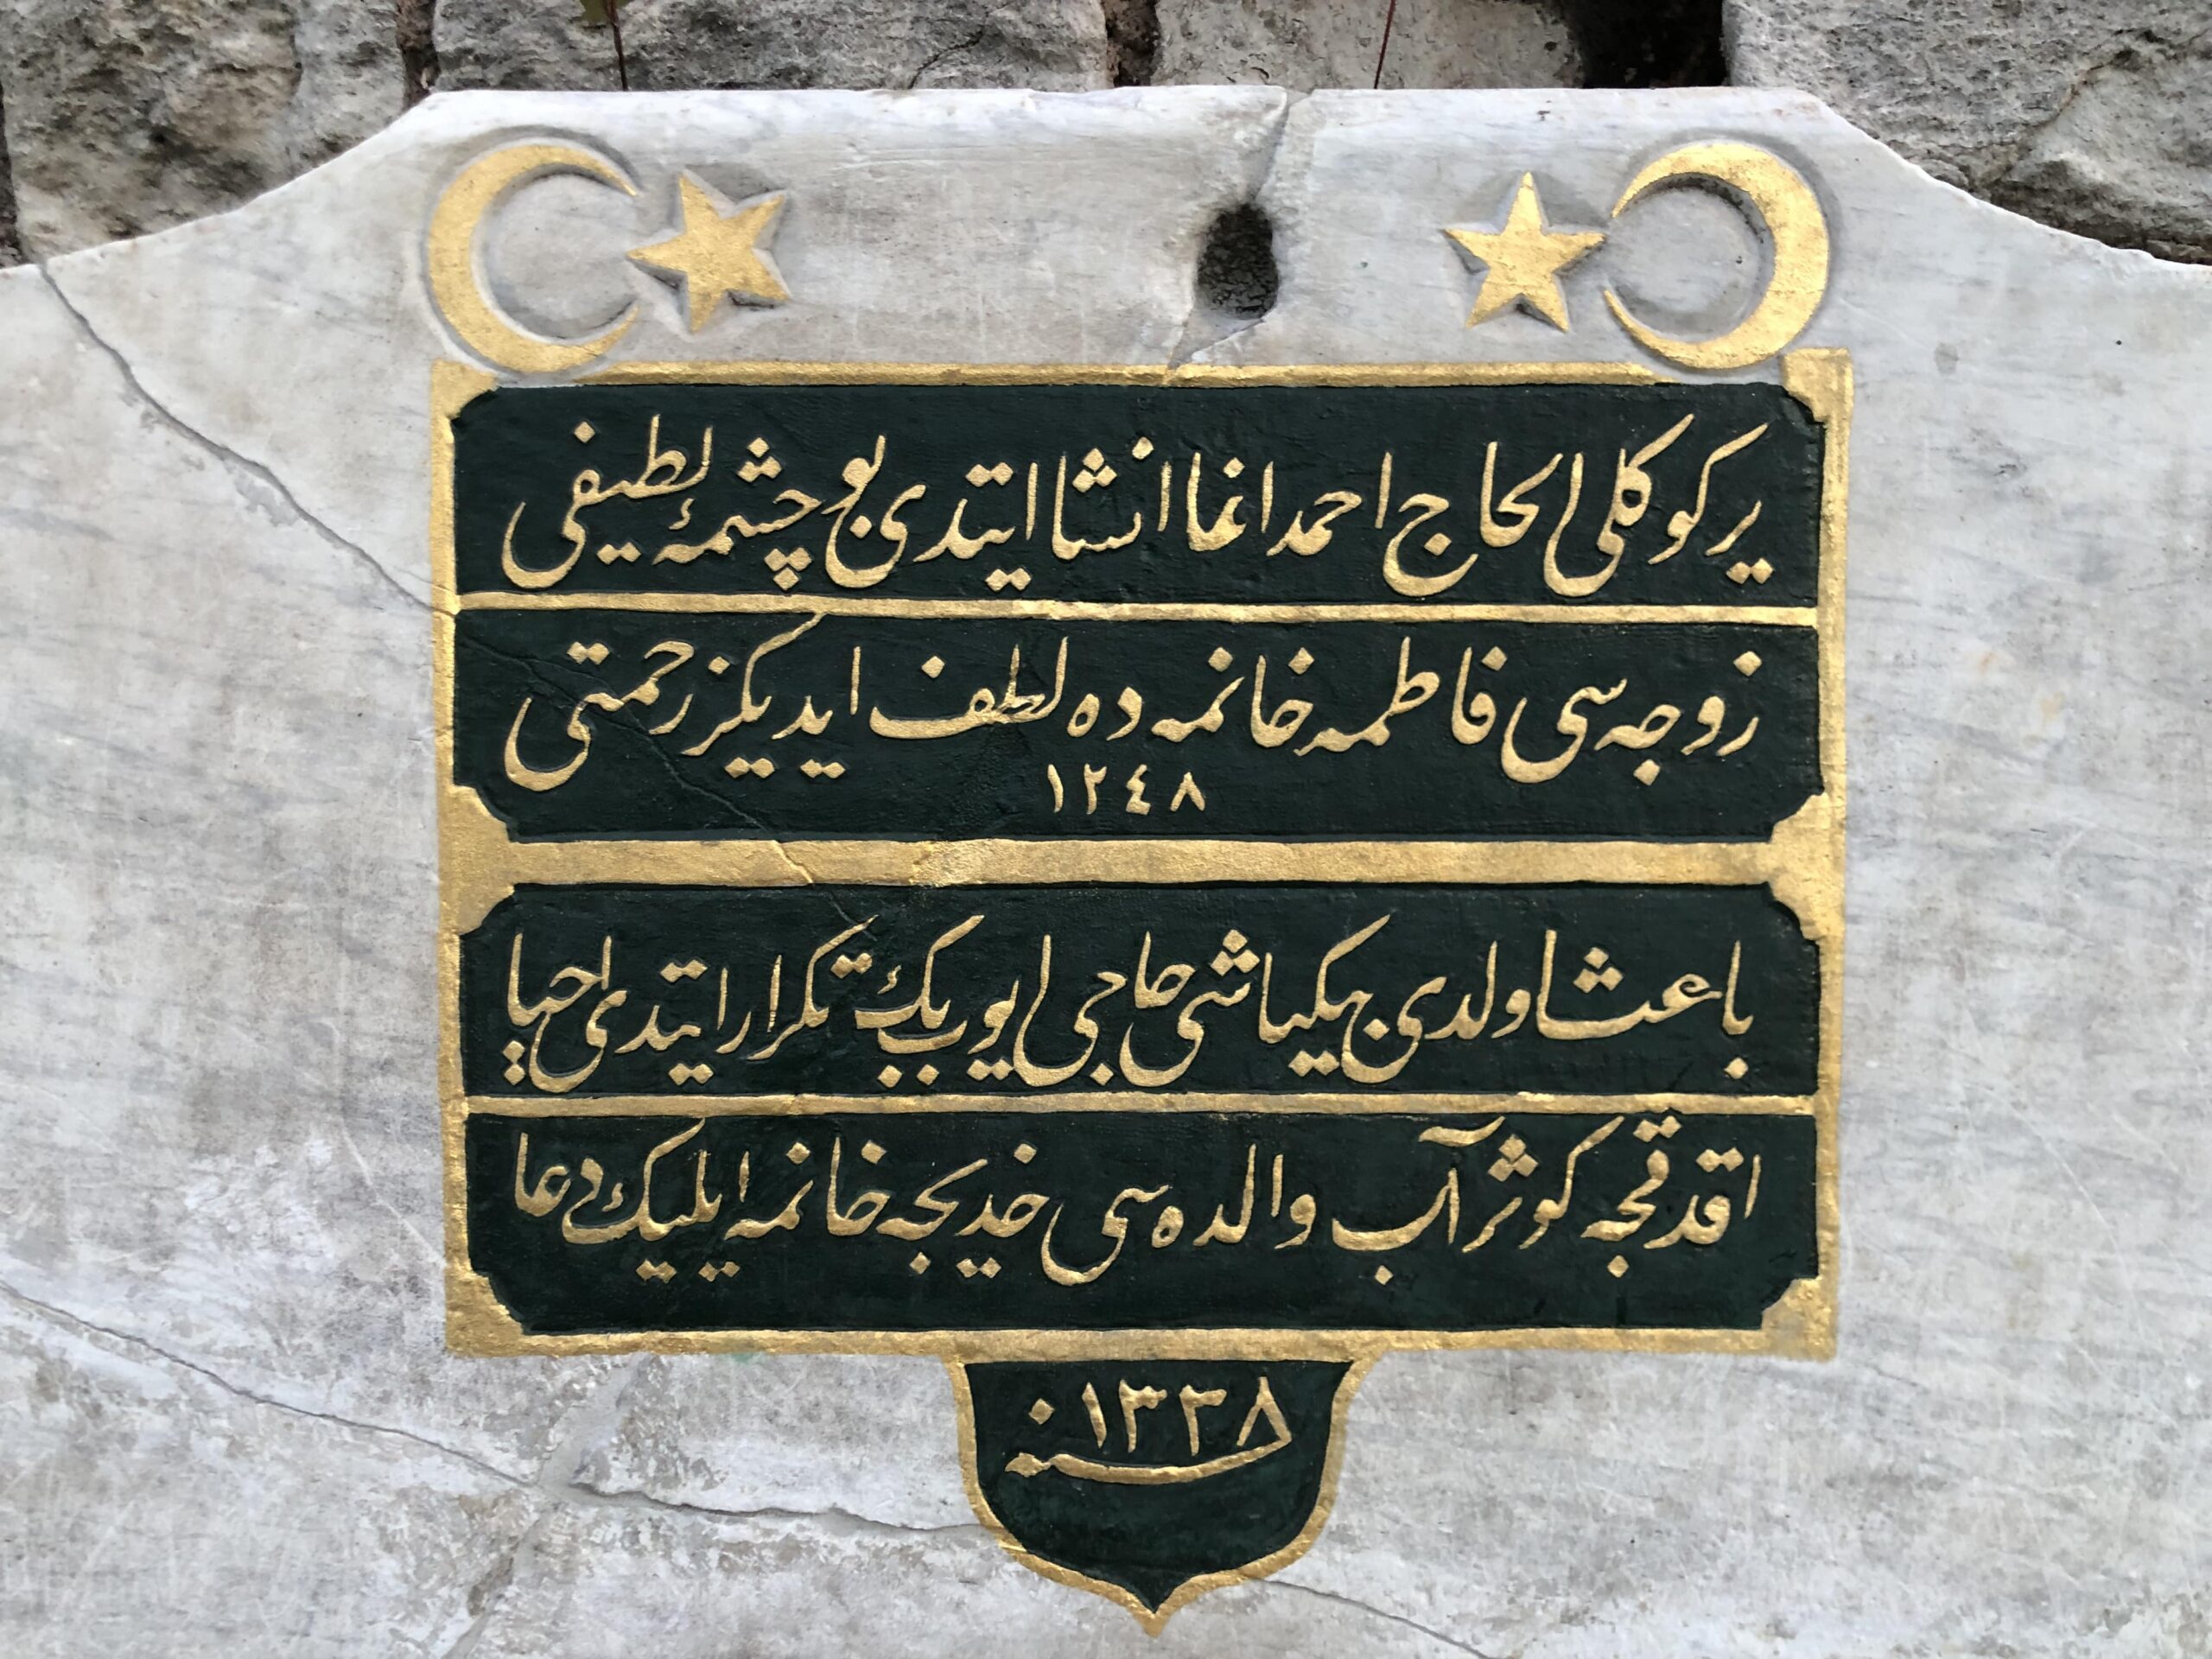 یركوكلی الحاج احمد اغا انشا ایتدی بو چشمۀ لطیفی
زوجه سی فاطمه خانمه ده لطف ایدیكز رحمتی
١٢٤٨
باعث اولدی بیكباشی حاجی ایوب بك تكرار ایتدی احیا
اقدقجه كوثر آب والده سی خدیجه خانمه ایلیك دعا
سنه ١٣٣٨